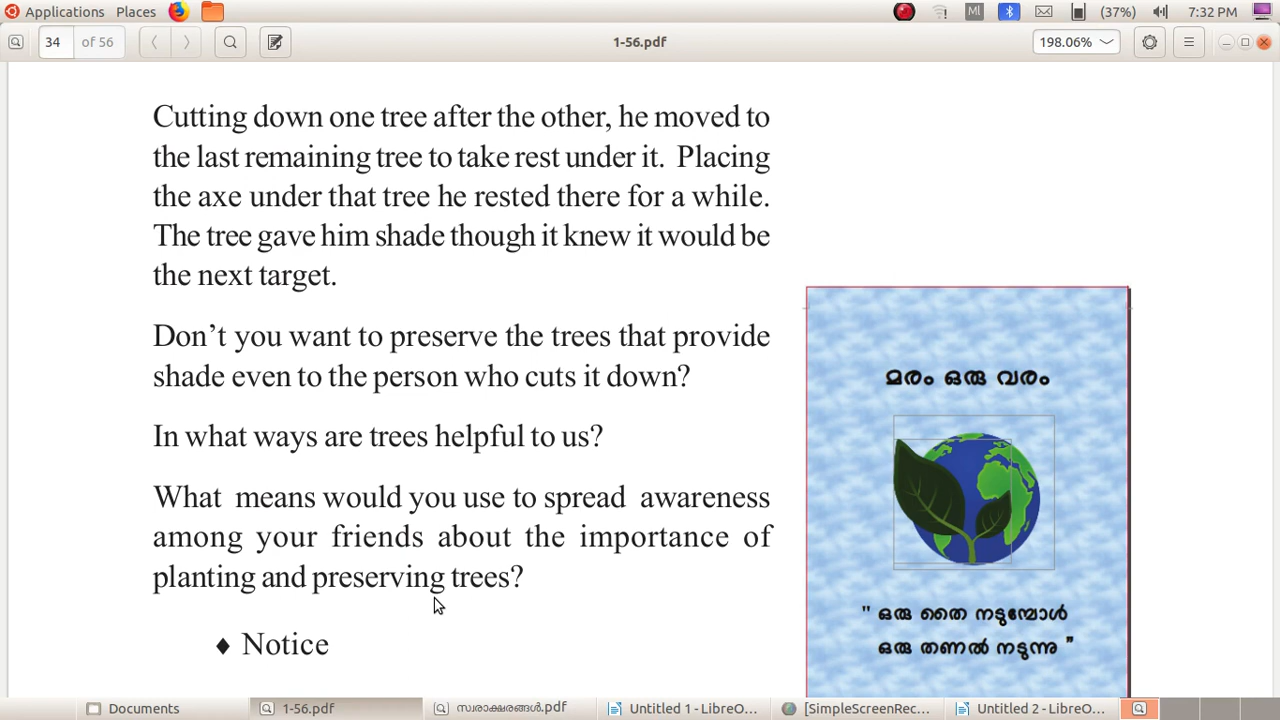 Applications Places MI (37%) 7:32 PM
34 of 56 1-56.pdf 198.06%
Cutting down one tree after the other, he moved to
the last remaining tree to take rest under it. Placing
the axe under that tree he rested there for a while.
The tree gave him shade though it knew it would be
the next target.
Don’t you want to preserve the trees that provide
shade even to the person who cuts it down?
In what ways are trees helpful to us?
What means would you use to spread awareness
among your friends about the importance of
planting and preserving trees?
♦ Notice
മരം ഒരു വരം
" ഒരു തൈ നടുമ്പോൾ
ഒരു തണൽ നടുന്നു ”
Documents 1-56.pdf സ്വരാക്ഷരങ്ങൾ.pdf Untitled 1 - LibreO... [SimpleScreenRec... Untitled 2 - LibreO...